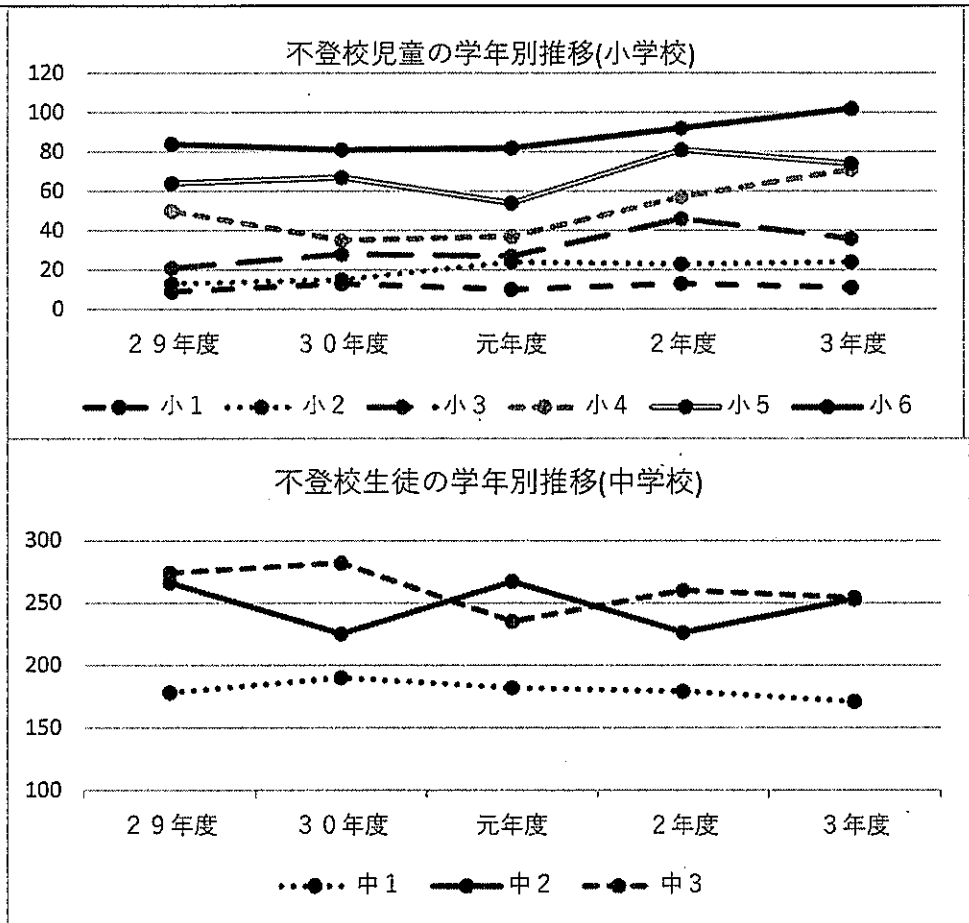 不登校児童の学年別推移(小学校)
120
100
80
60
40
20
0
２９年度 ３０年度 元年度 2年度 3年度
小1 小2 小3 小4 小5 小6
不登校生徒の学年別推移(中学校)
300
250
200
150
100
２９年度 ３０年度 元年度 2年度 3年度
中1 中2 中3